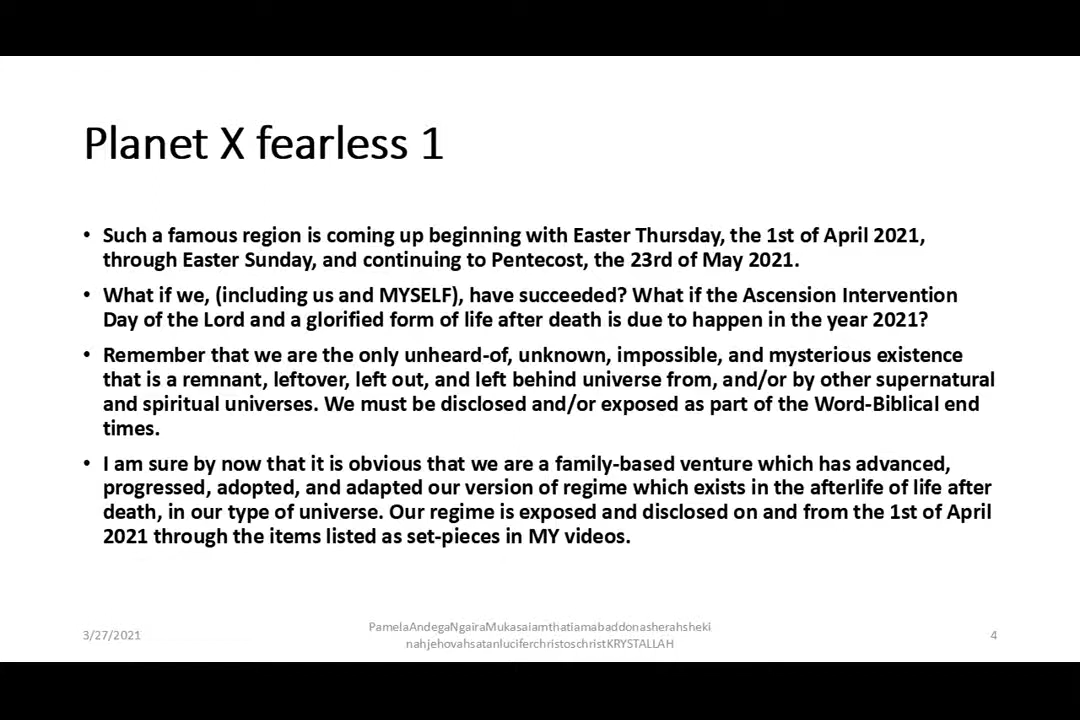 Planet X fearless 1
• Such a famous region is coming up beginning with Easter Thursday, the 1st of April 2021,
through Easter Sunday, and continuing to Pentecost, the 23rd of May 2021.
• What if we, (including us and MYSELF), have succeeded? What if the Ascension Intervention
Day of the Lord and a glorified form of life after death is due to happen in the year 2021?
• Remember that we are the only unheard-of, unknown, impossible, and mysterious existence
that is a remnant, leftover, left out, and left behind universe from, and/or by other supernatural
and spiritual universes. We must be disclosed and/or exposed as part of the Word-Biblical end
times.
• I am sure by now that it is obvious that we are a family-based venture which has advanced,
progressed, adopted, and adapted our version of regime which exists in the afterlife of life after
death, in our type of universe. Our regime is exposed and disclosed on and from the 1st of April
2021 through the items listed as set-pieces in MY videos.
3/27/2021
PamelaAndegaNgairaMukasaiamthatiamabaddonasherahsheki
nahjehovahsatanluciferchristoschristKRYSTALLAH
4